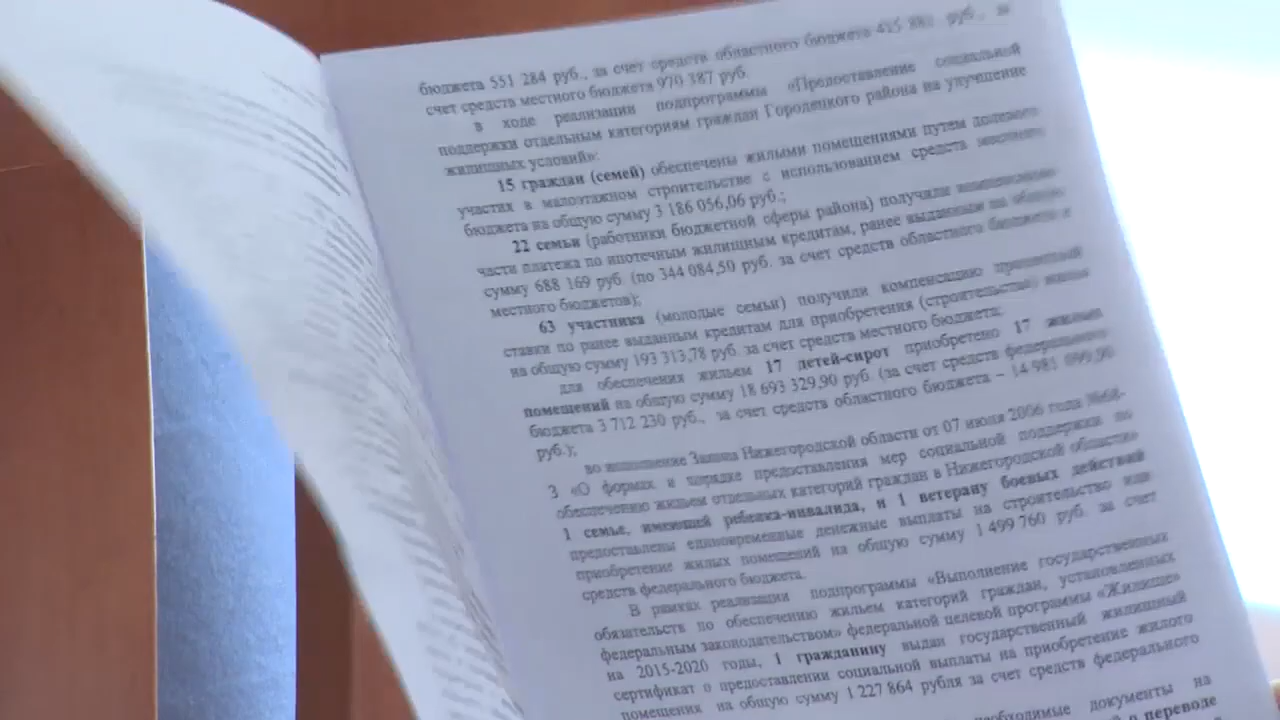 бюджета 551 284 руб., за счет средств областного бюджета 415 881 руб., за
счет средств местного бюджета 970 187 руб.
в ходе реализации подпрограммы «Предоставление социальной
поддержки отдельным категориям граждан Городецкого района на улучшение
жилищных условий»:
15 граждан (семей) обеспечены жилыми помещениями путем долевого
участия в малоэтажном строительстве с использованием средств местного
бюджета на общую сумму 3 186 056,06 руб.;
22 семьи (работники бюджетной сферы района) получили компенсацию
части платежа по ипотечным жилищным кредитам, ранее выданным на общую
сумму 688 169 руб. (по 344 084,50 руб. за счет средств областного бюджета и
местного бюджетов);
63 участника (молодые семьи) получили компенсацию процентной
ставки по ранее выданным кредитам для приобретения (строительства) жилья
на общую сумму 193 313,78 руб. за счет средств местного бюджета;
для обеспечения жильем 17 детей-сирот приобретено 17 жилых
помещений на общую сумму 18 693 329,90 руб. (за счет средств федерального
бюджета 3 712 230 руб., за счет средств областного бюджета – 14 981 099,90
руб.);
во исполнение Закона Нижегородской области от 07 июля 2006 года №68-
З «О формах и порядке предоставления мер социальной поддержки по
обеспечению жильем отдельных категорий граждан в Нижегородской области»
1 семье, имеющей ребенка-инвалида, и 1 ветерану боевых действий
предоставлены единовременные денежные выплаты на строительство или
приобретение жилых помещений на общую сумму 1 499 760 руб. за счет
средств федерального бюджета.
В рамках реализации подпрограммы «Выполнение государственных
обязательств по обеспечению жильем категорий граждан, установленных
федеральным законодательством» федеральной целевой программы «Жилище»
на 2015-2020 годы, 1 гражданину выдан государственный жилищный
сертификат о предоставлении социальной выплаты на приобретение жилого
помещения на общую сумму 1 227 864 рубля за счет средств федерального
документы на
о переводе